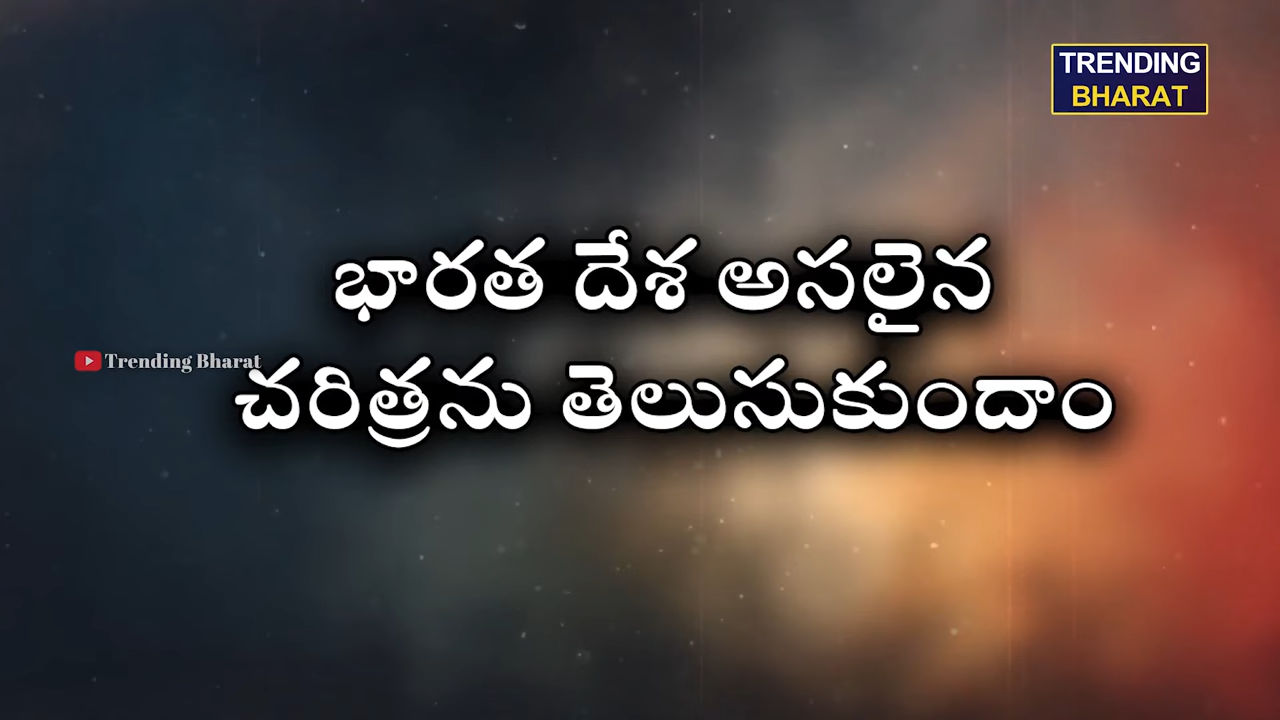 TRENDING
BHARAT
భారత దేశ అసలైన
Trending Bharat
చరిత్రను తెలుసుకుందాం